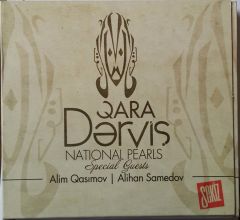 QARA
Dərviş
NATIONAL PEARLS
Special Guests
Alim Qasımov | Alihan Samedov